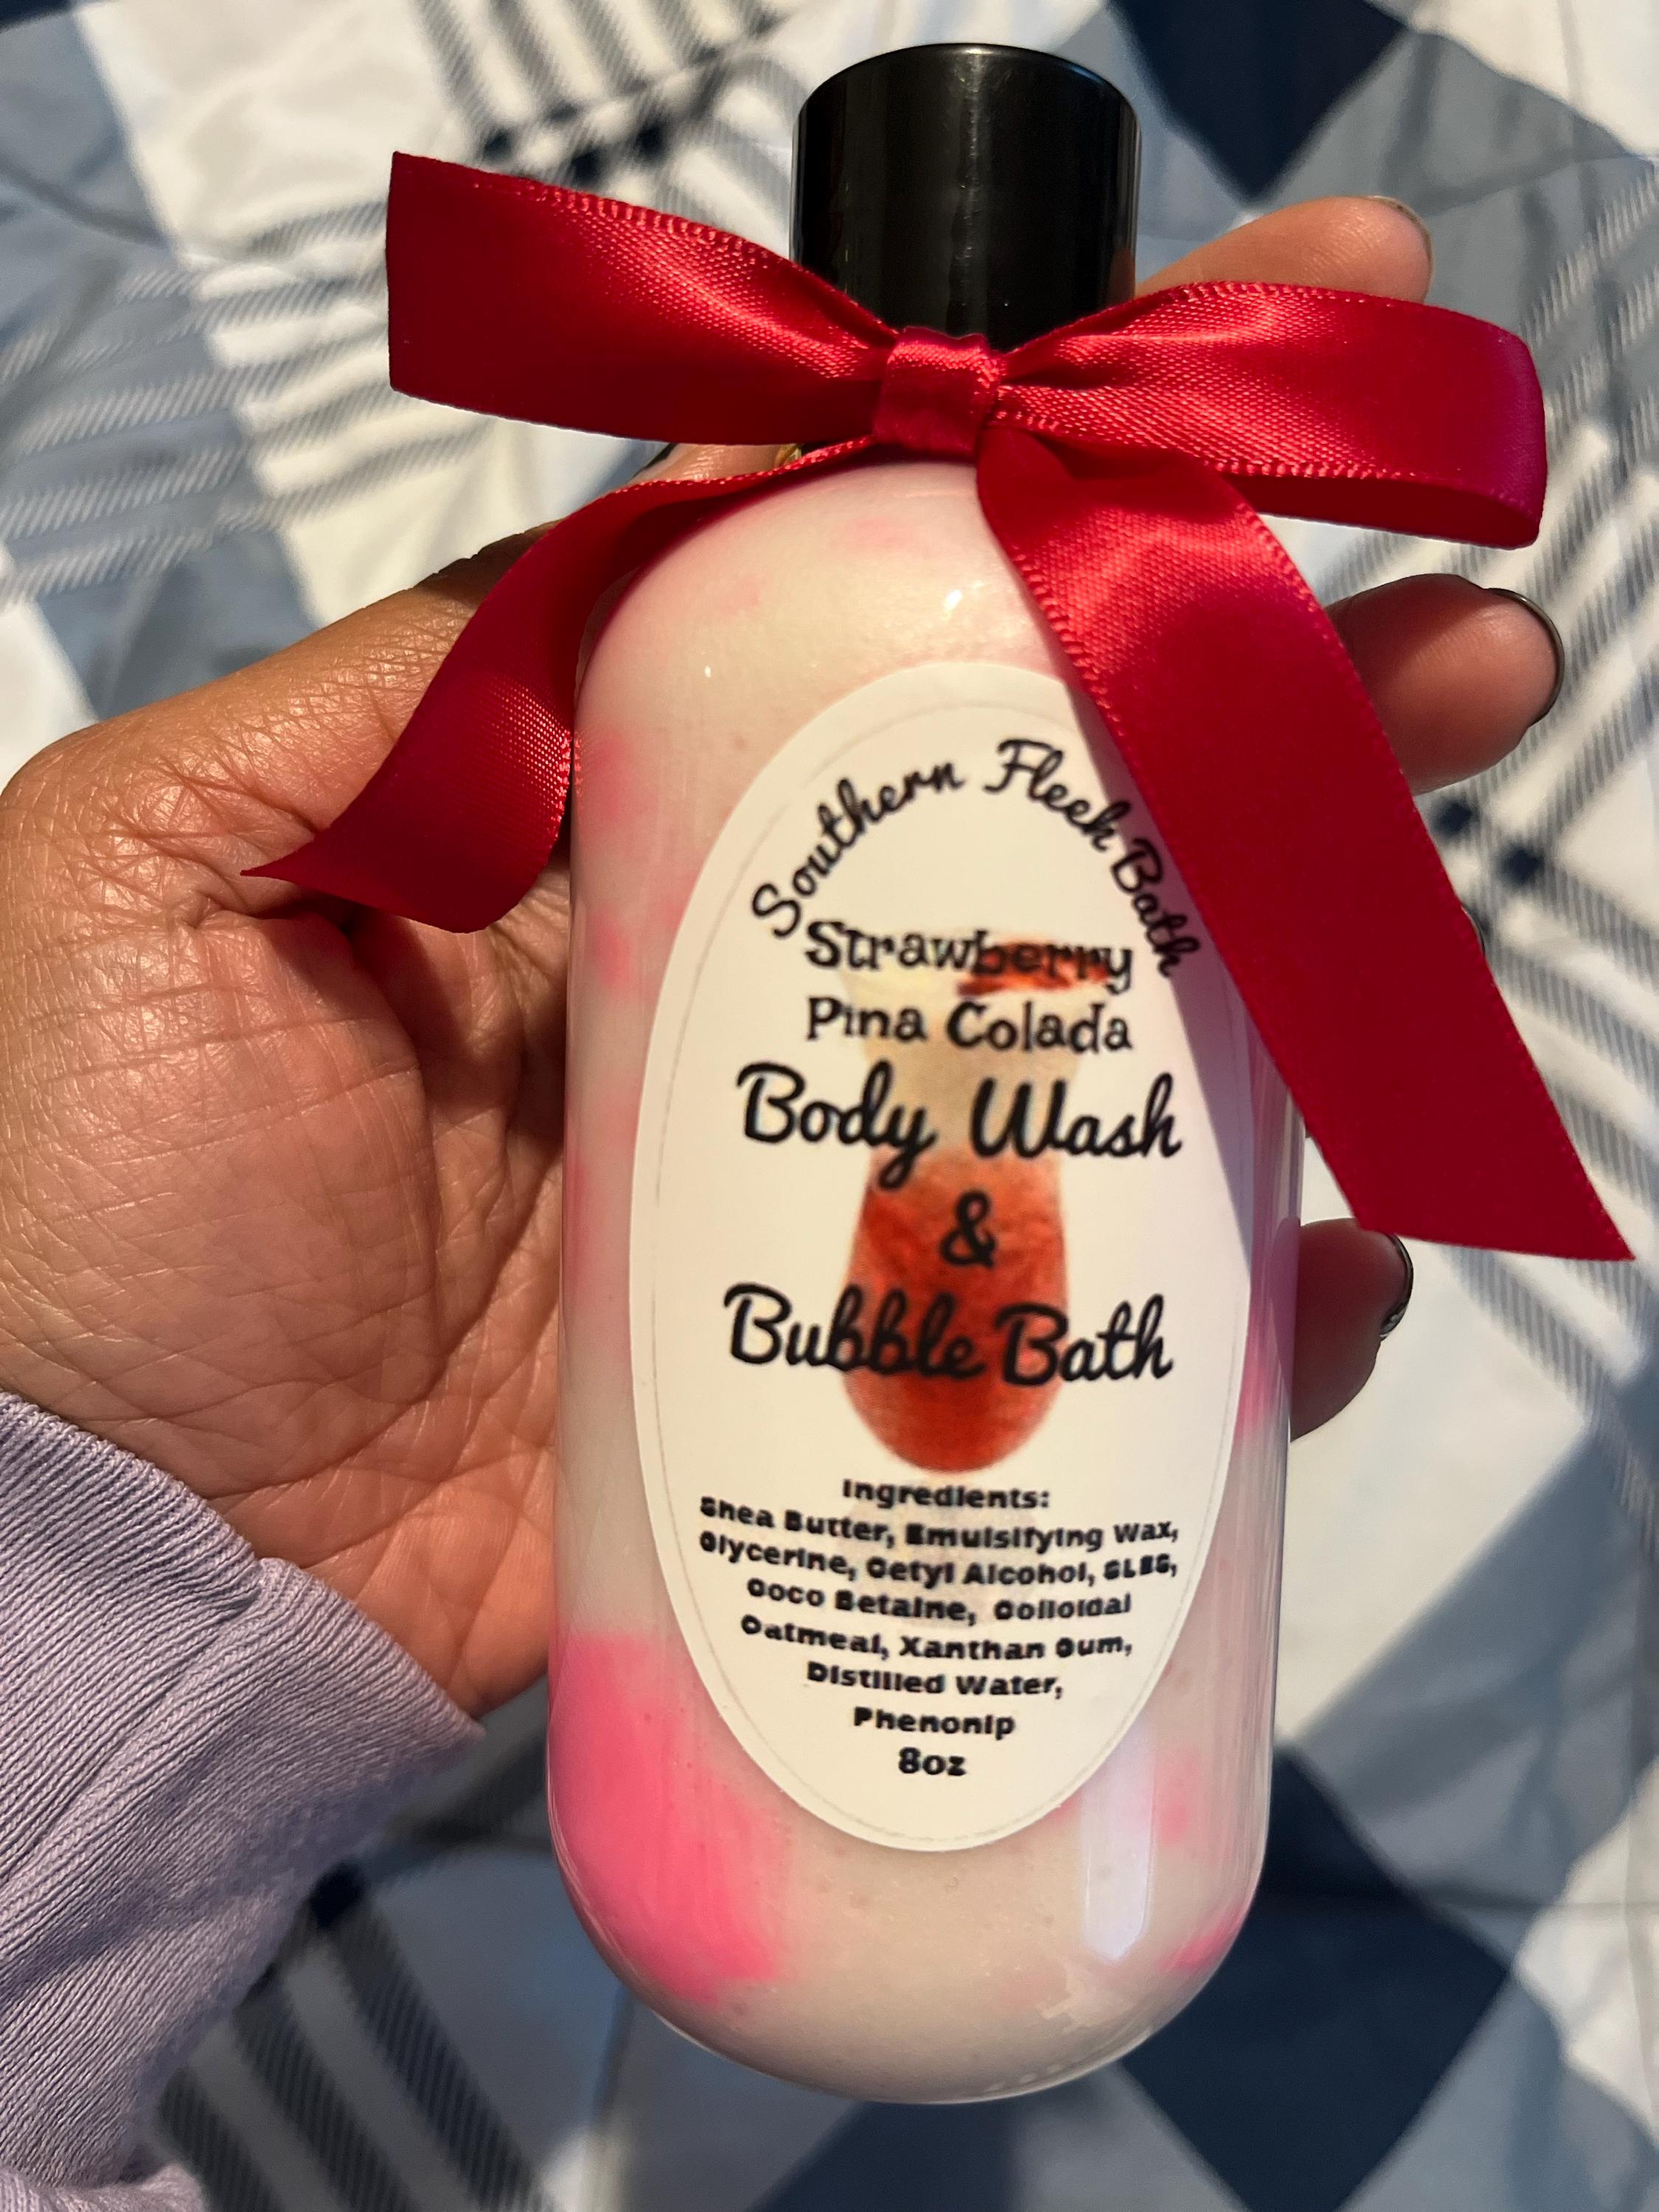 Southern Fleek Bath
Strawberry
Pina Colada
Body Wash
&
Bubble Bath
Ingredients:
Shea Butter, Emulsifying Wax,
Glycerine, Cetyl Alcohol, SLES,
Coco Betaine, Colloidal
Oatmeal, Xanthan Gum,
Distilled Water,
Phenonip
8oz